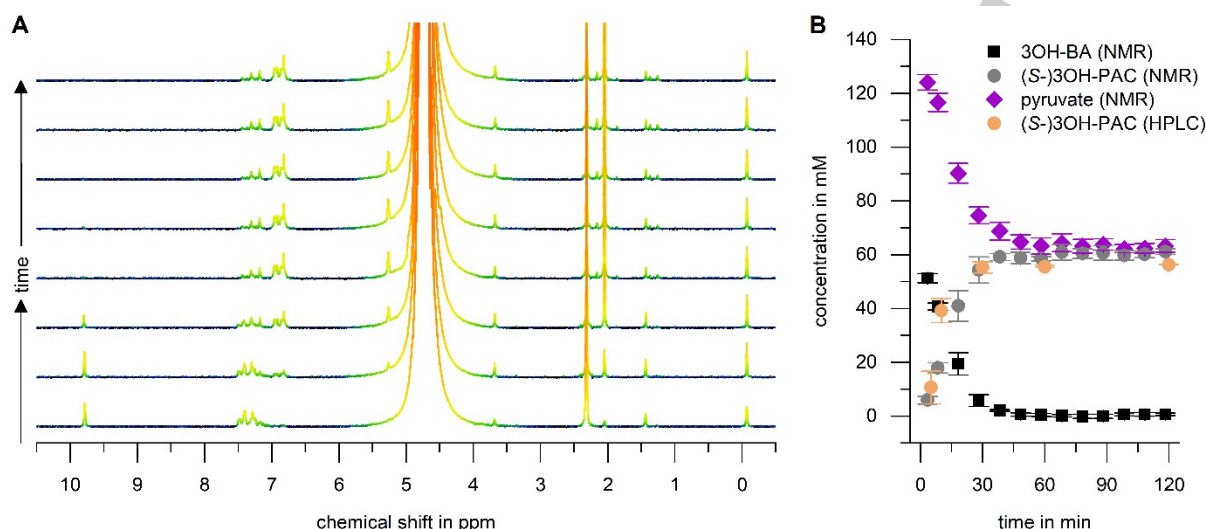 A
time
10 9 8 7 6 5 4 3 2 1 0
chemical shift in ppm
B
140
120
100
80
60
40
20
0
concentration in mM
3OH-BA (NMR)
(S-)3OH-PAC (NMR)
pyruvate (NMR)
(S-)3OH-PAC (HPLC)
0 30 60 90 120
time in min